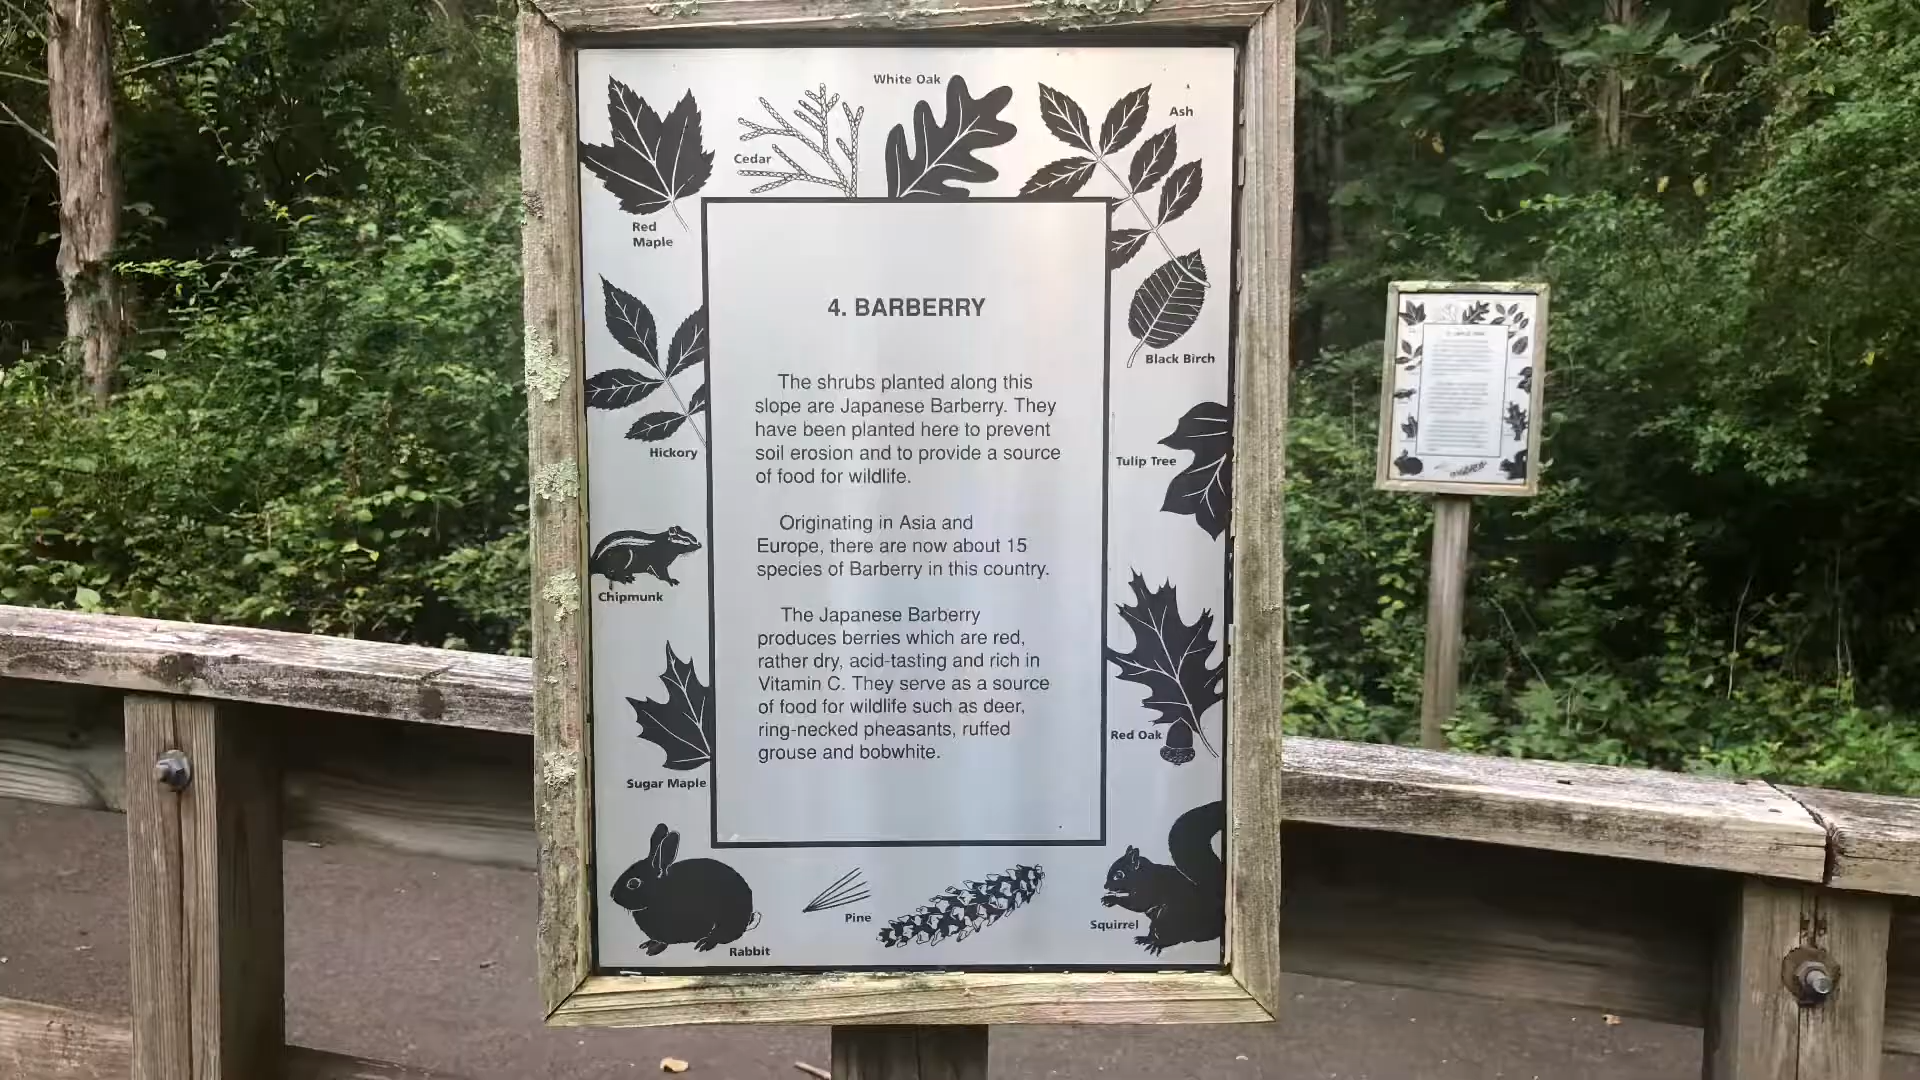 White Oak
Ash
Cedar
Red
Maple
4. BARBERRY
Black Birch
The shrubs planted along this
slope are Japanese Barberry. They
have been planted here to prevent
soil erosion and to provide a source
of food for wildlife.
Hickory
Tulip Tree
Originating in Asia and
Europe, there are now about 15
species of Barberry in this country.
Chipmunk
The Japanese Barberry
produces berries which are red,
rather dry, acid-tasting and rich in
Vitamin C. They serve as a source
of food for wildlife such as deer,
ring-necked pheasants, ruffed
grouse and bobwhite.
Red Oak
Sugar Maple
Pine
Squirrel
Rabbit